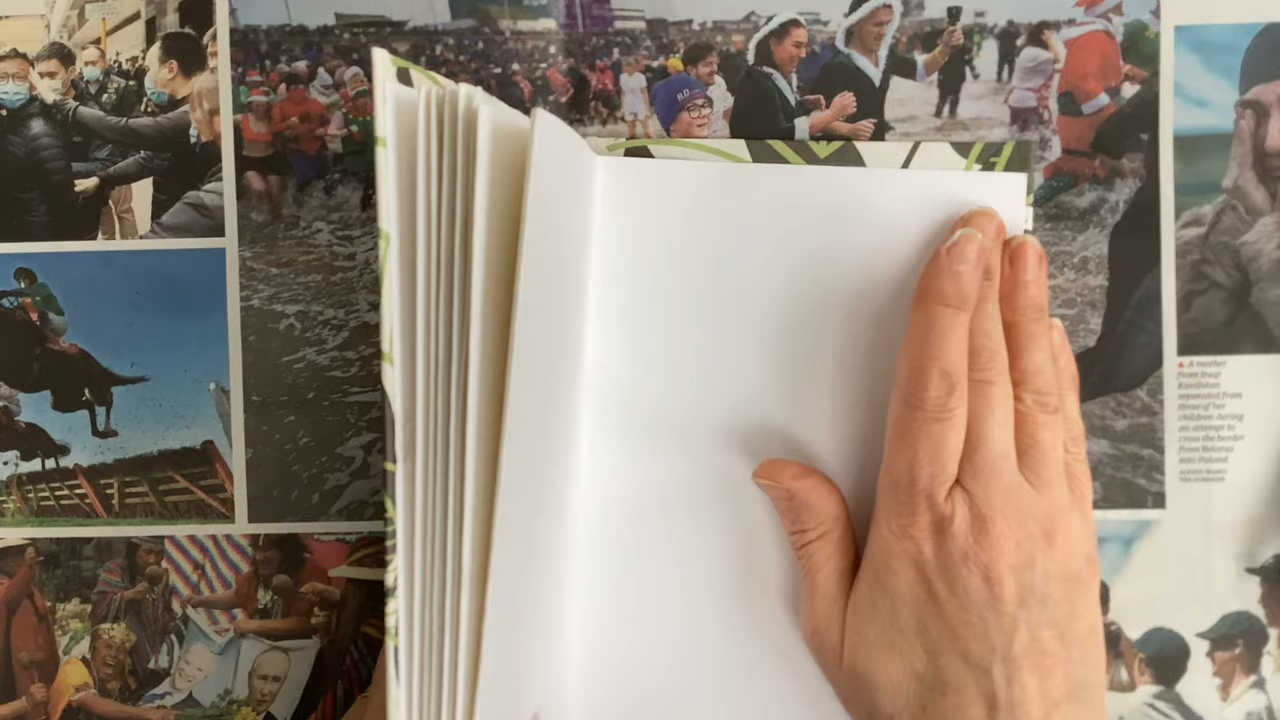 ▲ A mother
from Iraqi
Kurdistan
separated from
three of her
children during
an attempt to
cross the border
from Belarus
into Poland